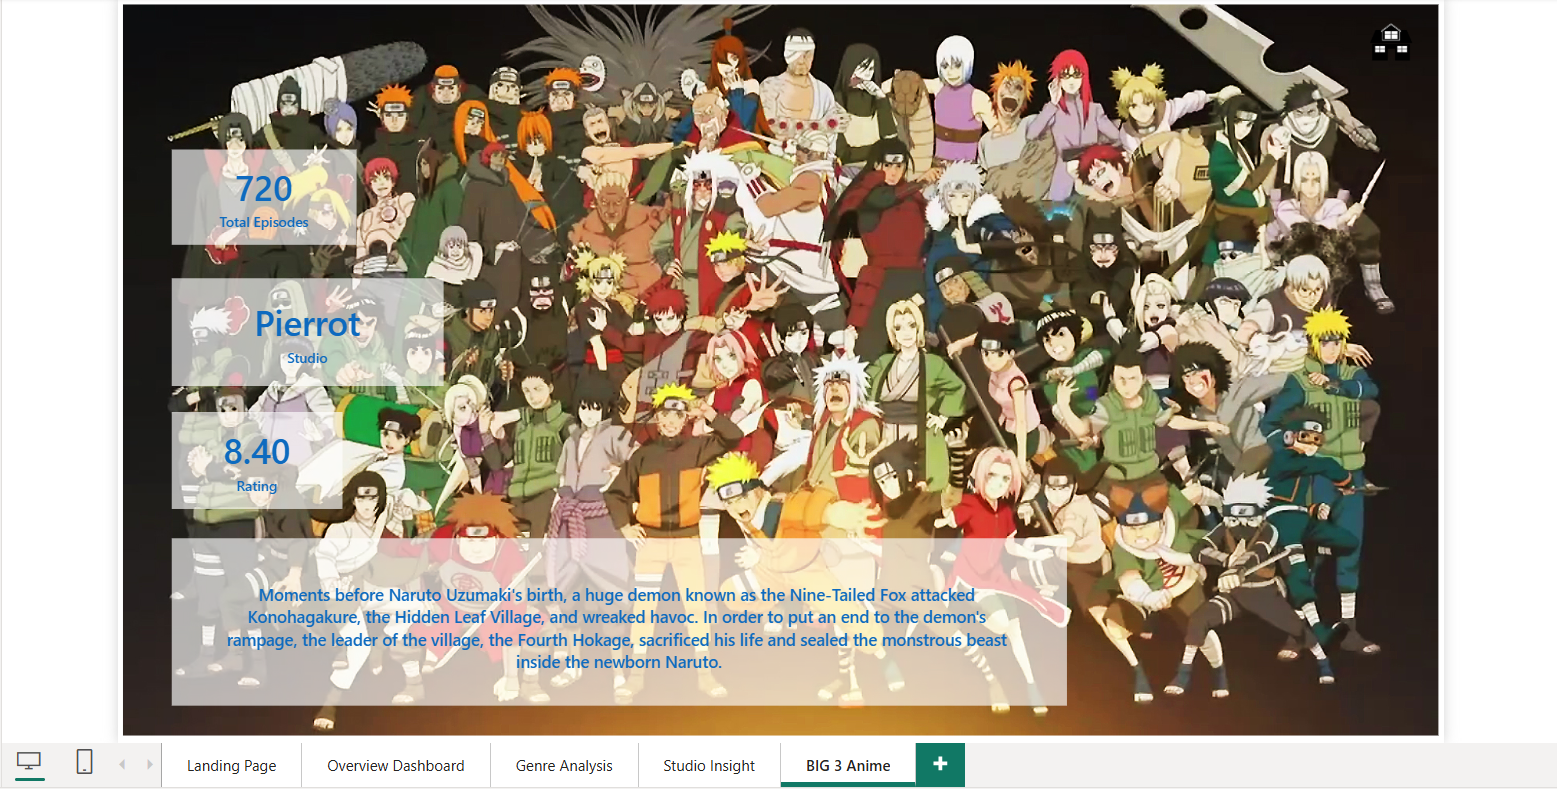 720
Total Episodes
Pierrot
Studio
8.40
Rating
Moments before Naruto Uzumaki's birth, a huge demon known as the Nine-Tailed Fox attacked
Konohagakure, the Hidden Leaf Village, and wreaked havoc. In order to put an end to the demon's
rampage, the leader of the village, the Fourth Hokage, sacrificed his life and sealed the monstrous beast
inside the newborn Naruto.
Landing Page
Overview Dashboard
Genre Analysis
Studio Insight
BIG 3 Anime